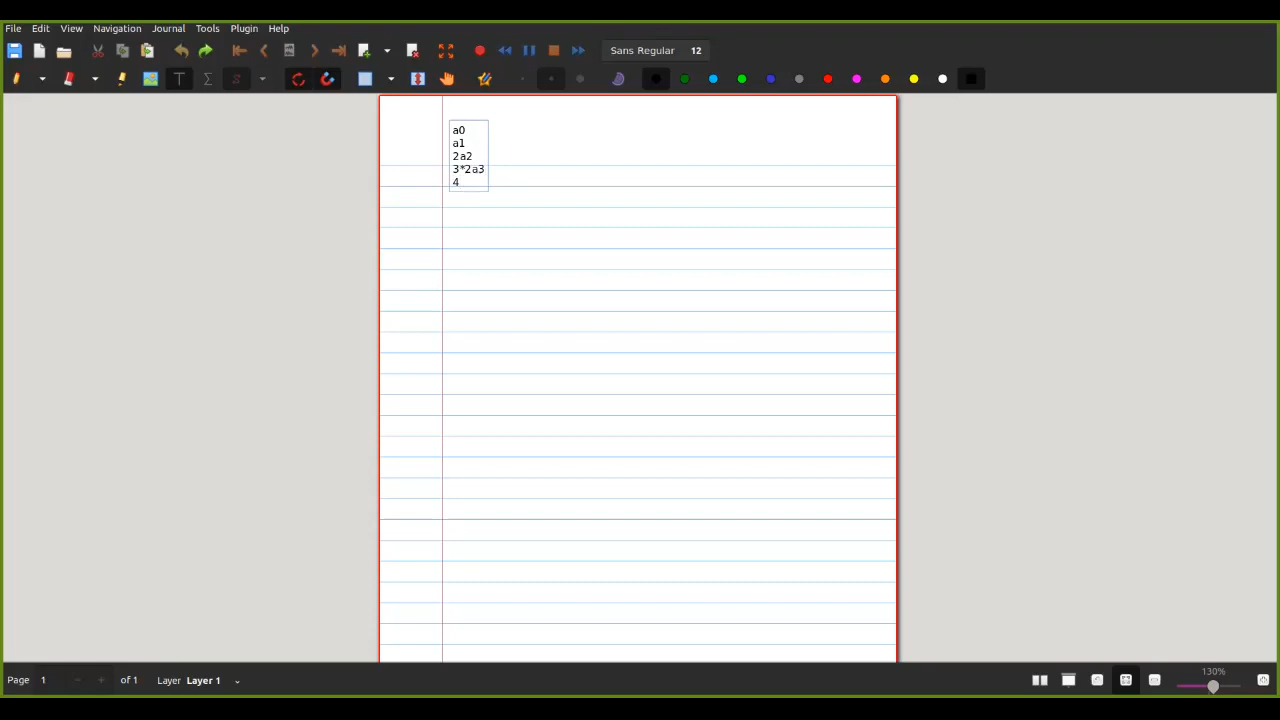 File Edit View Navigation Journal Tools Plugin Help
Sans Regular 12
a0
a1
2a2
3*2a3
4
130%
Page 1 of 1 Layer Layer 1